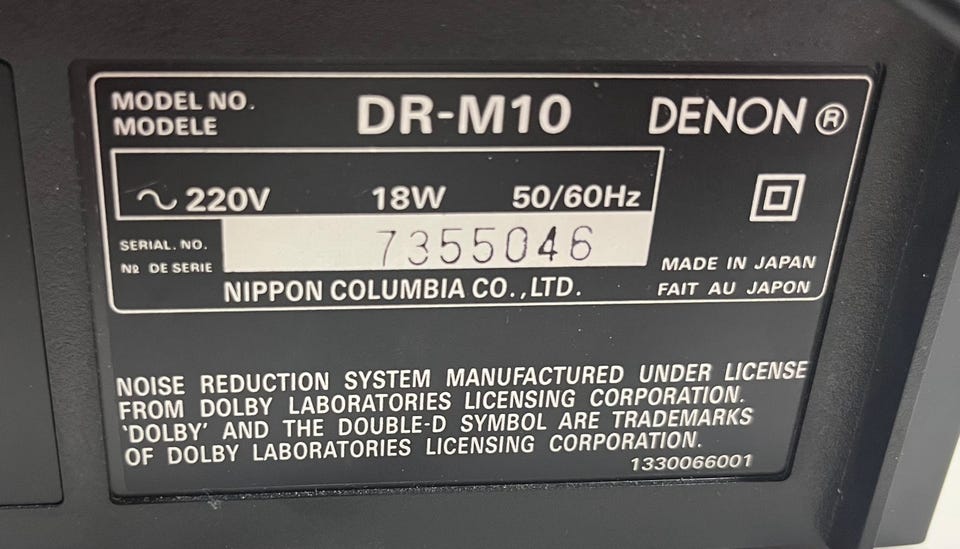 MODEL NO.
MODELE
DR-M10
DENON ®
~ 220V 18W 50/60Hz
SERIAL. NO.
Nº DE SERIE
7355046
NIPPON COLUMBIA CO.,LTD.
MADE IN JAPAN
FAIT AU JAPON
NOISE REDUCTION SYSTEM MANUFACTURED UNDER LICENSE
FROM DOLBY LABORATORIES LICENSING CORPORATION.
'DOLBY' AND THE DOUBLE-D SYMBOL ARE TRADEMARKS
OF DOLBY LABORATORIES LICENSING CORPORATION.
1330066001